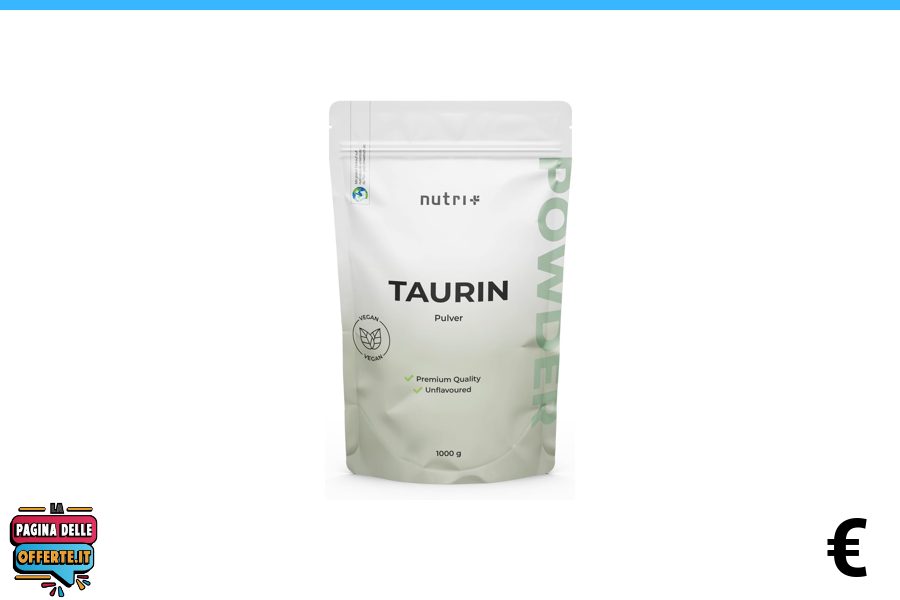 nutri+
TAURIN
Pulver
POWDER
VEGAN
VEGAN
Premium Quality
Unflavoured
1000 g
LA
PAGINA DELLE
OFFERTE.IT
€